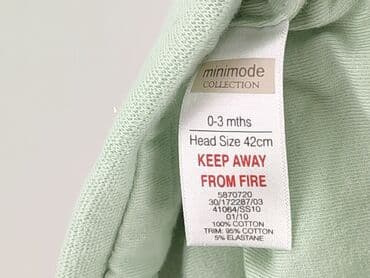 minimode
COLLECTION
0-3 mths
Head Size 42cm
KEEP AWAY
FROM FIRE
5870720
30/172287/03
41064/SS10
01/10
100% COTTON
TRIM: 95% COTTON
5% ELASTANE